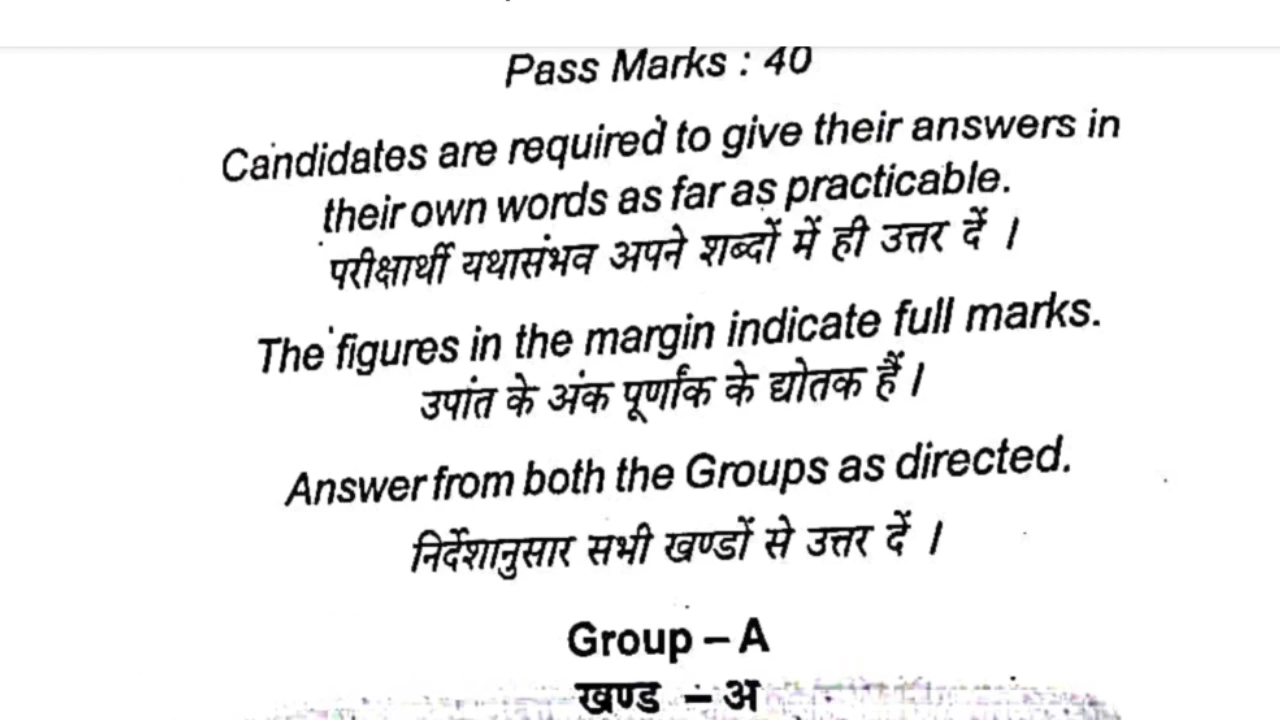 Pass Marks : 40
Candidates are required to give their answers in
their own words as far as practicable.
परीक्षार्थी यथासंभव अपने शब्दों में ही उत्तर दें ।
The figures in the margin indicate full marks.
उपांत के अंक पूर्णांक के द्योतक हैं ।
Answer from both the Groups as directed.
निर्देशानुसार सभी खण्डों से उत्तर दें ।
Group – A
खण्ड – अ